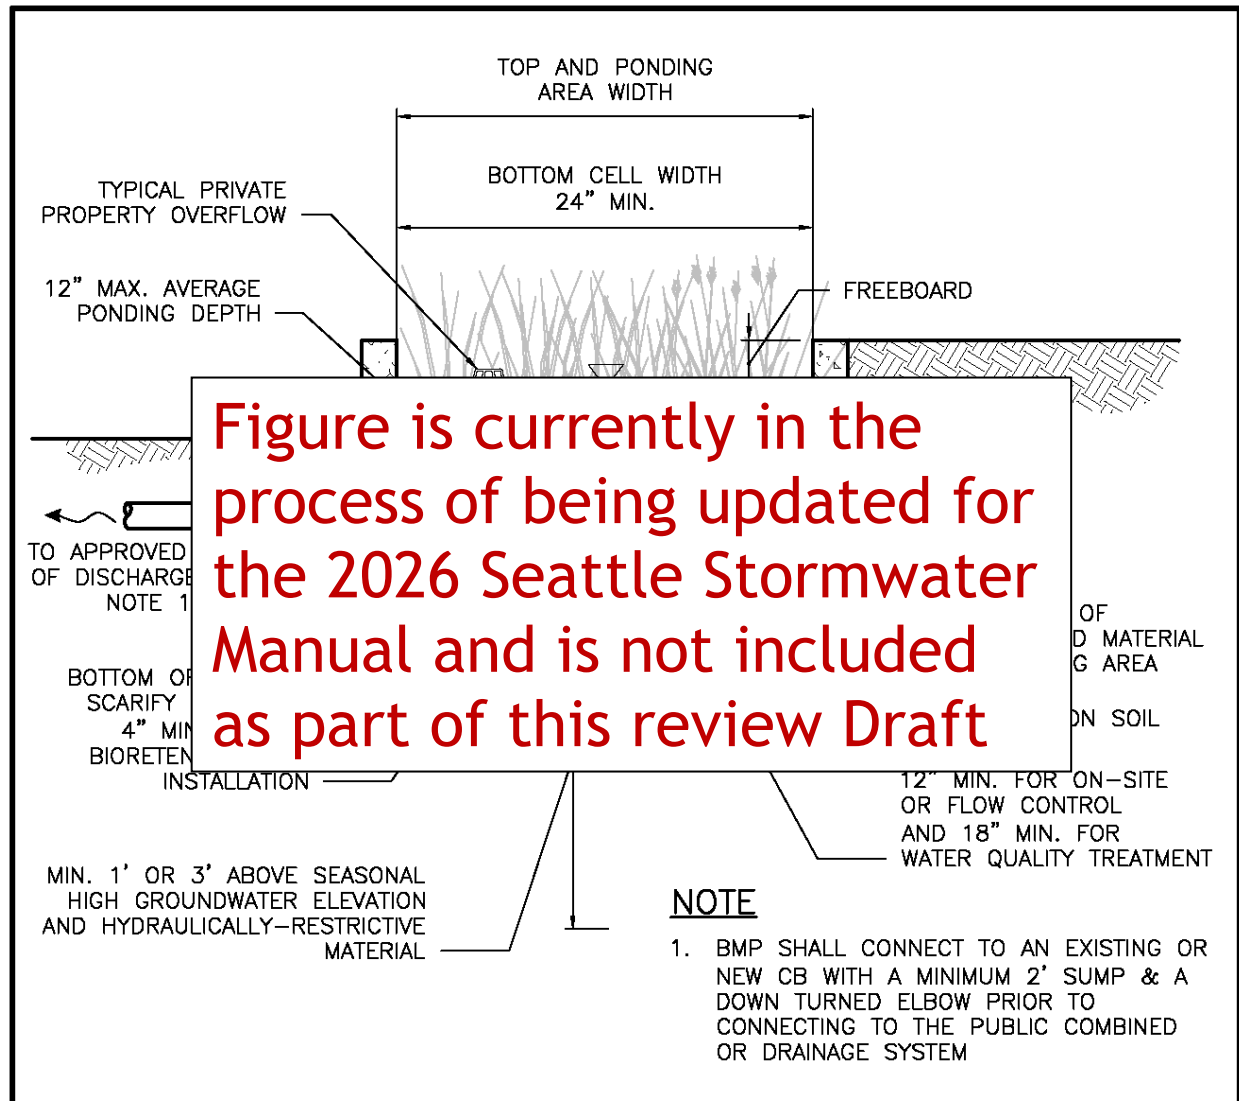 TOP AND PONDING
AREA WIDTH
BOTTOM CELL WIDTH
24" MIN.
TYPICAL PRIVATE
PROPERTY OVERFLOW
12" MAX. AVERAGE
PONDING DEPTH
FREEBOARD
Figure is currently in the
process of being updated for
the 2026 Seattle Stormwater
Manual and is not included
as part of this review Draft
TO APPROVED
OF DISCHARGE
NOTE 1
BOTTOM OF
SCARIFY
4" MIN
INSTALLATION
OF
MATERIAL
AREA
SOIL
12" MIN. FOR ON-SITE
OR FLOW CONTROL
AND 18" MIN. FOR
WATER QUALITY TREATMENT
MIN. 1' OR 3' ABOVE SEASONAL
HIGH GROUNDWATER ELEVATION
AND HYDRAULICALLY-RESTRICTIVE
MATERIAL
NOTE
1. BMP SHALL CONNECT TO AN EXISTING OR
NEW CB WITH A MINIMUM 2' SUMP & A
DOWN TURNED ELBOW PRIOR TO
CONNECTING TO THE PUBLIC COMBINED
OR DRAINAGE SYSTEM